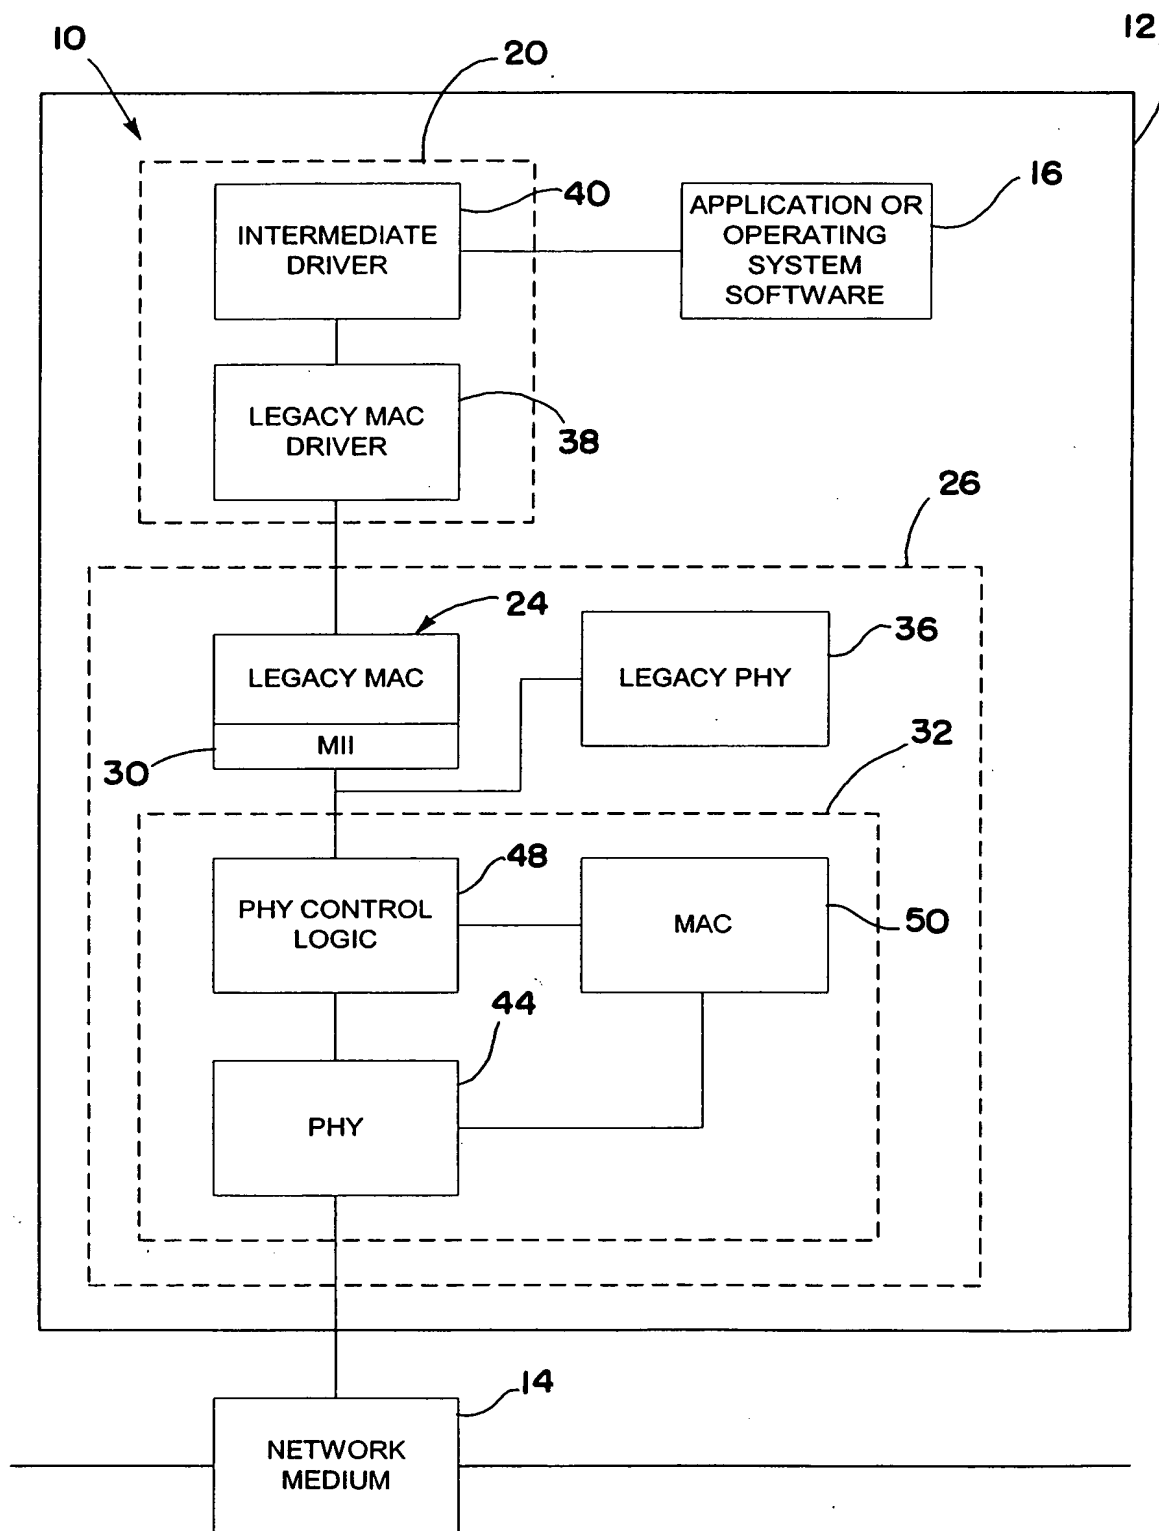 10
12
20
40
INTERMEDIATE
DRIVER
16
APPLICATION OR
OPERATING
SYSTEM
SOFTWARE
LEGACY MAC
DRIVER
38
26
24
LEGACY MAC
MII
30
LEGACY PHY
36
32
PHY CONTROL
LOGIC
48
MAC
50
44
PHY
14
NETWORK
MEDIUM